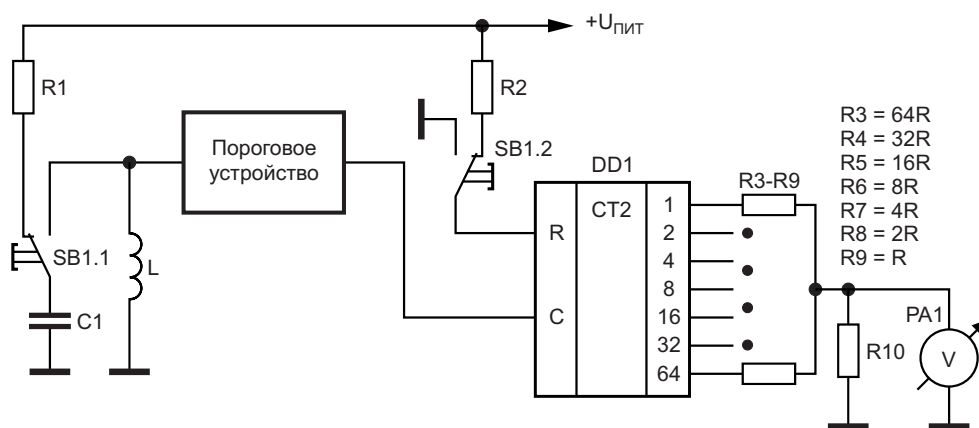 +UПИТ
R1
R2
Пороговое
устройство
SB1.2
SB1.1
L
C1
DD1
CT2
R
C
1
2
4
8
16
32
64
R3-R9
R3 = 64R
R4 = 32R
R5 = 16R
R6 = 8R
R7 = 4R
R8 = 2R
R9 = R
R10
PA1
V